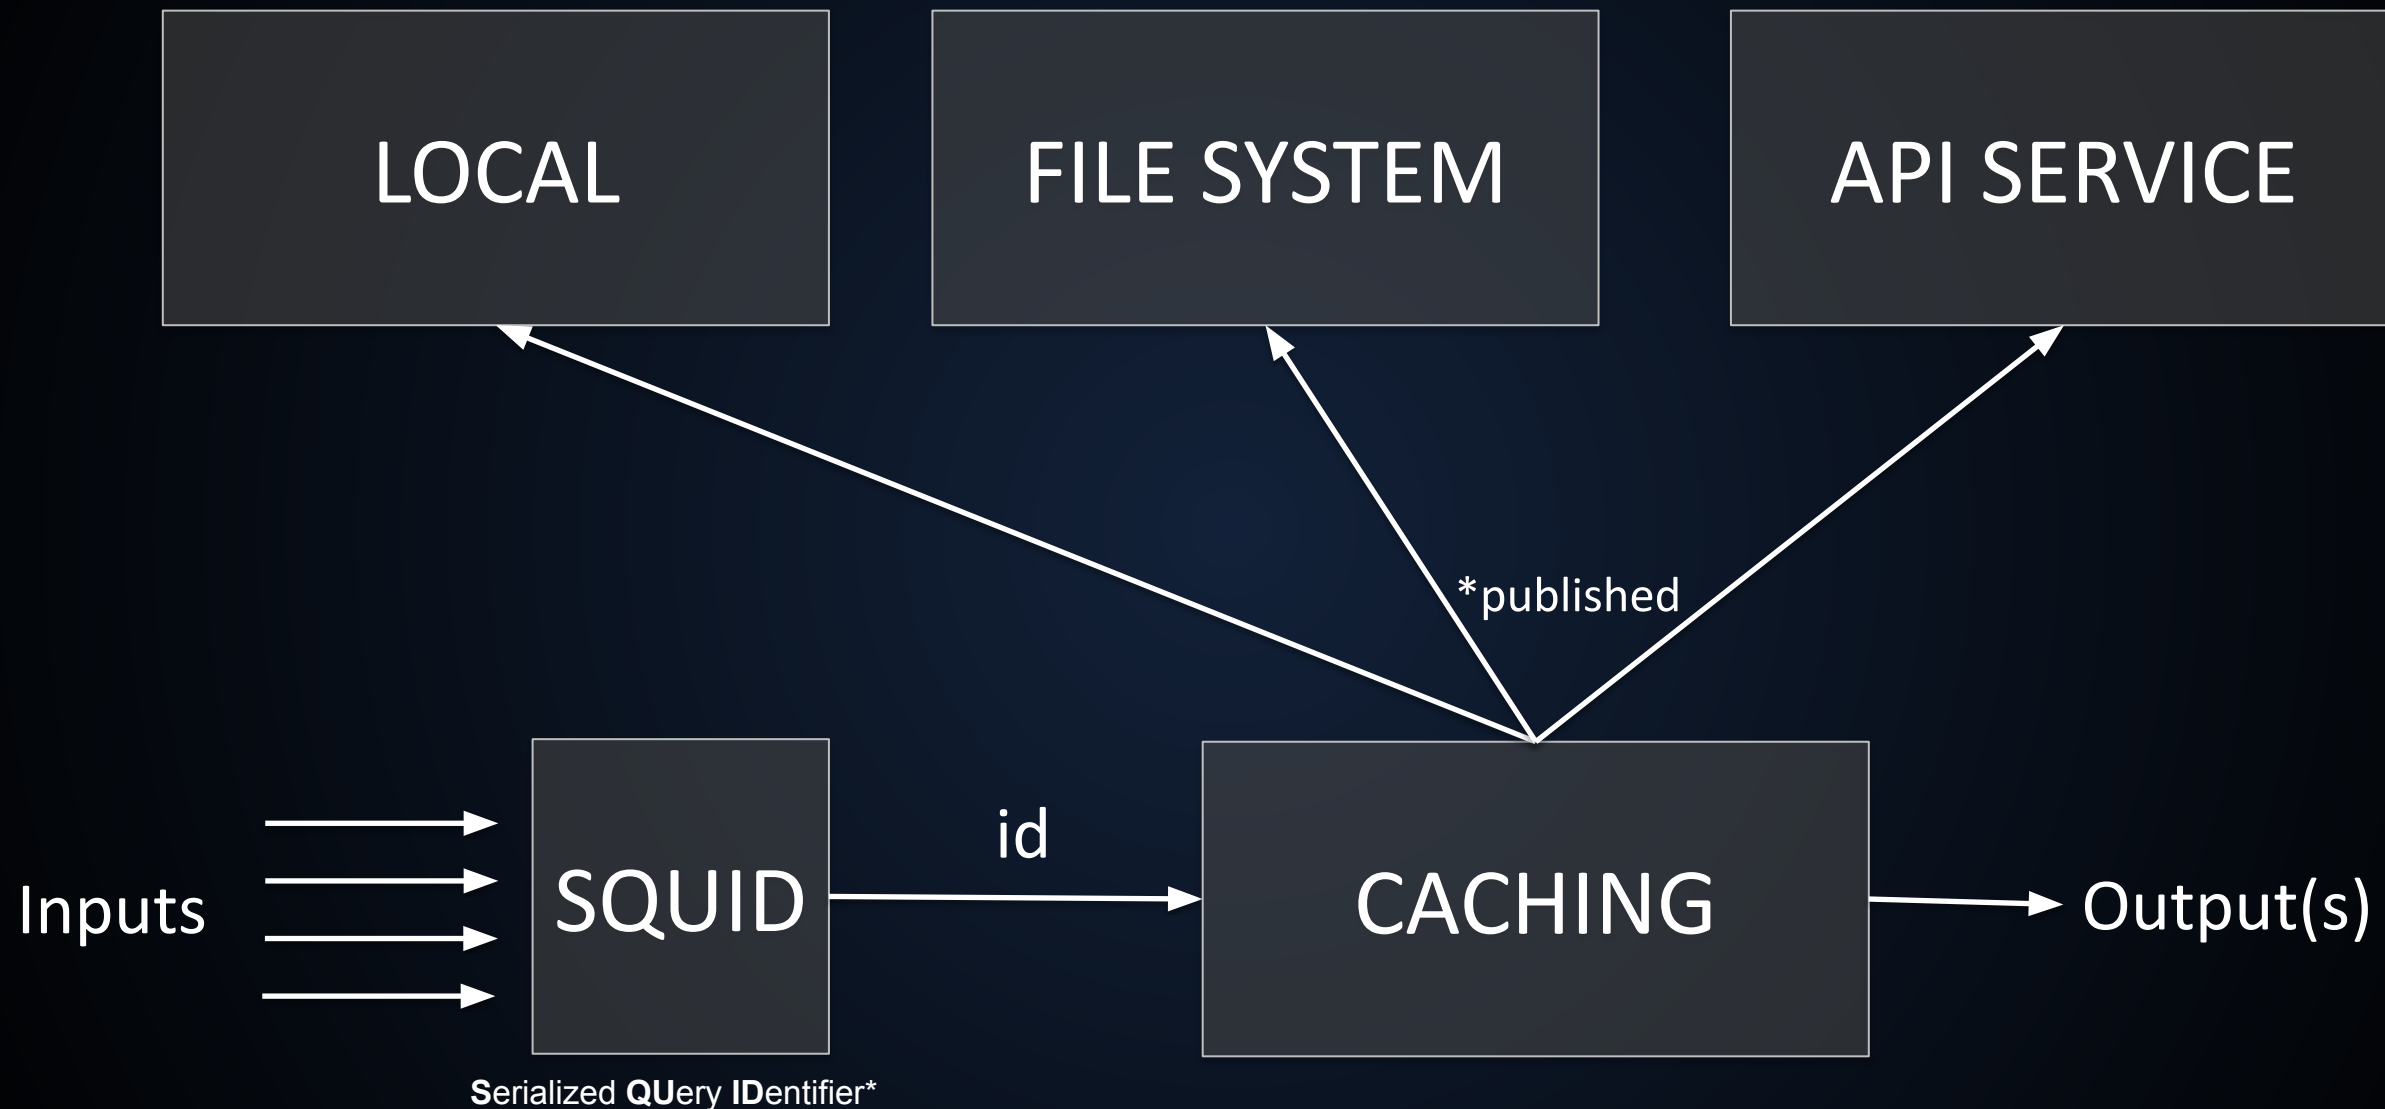 LOCAL
FILE SYSTEM
API SERVICE
*published
id
Inputs
SQUID
CACHING
Output(s)
Serialized QUery IDentifier*